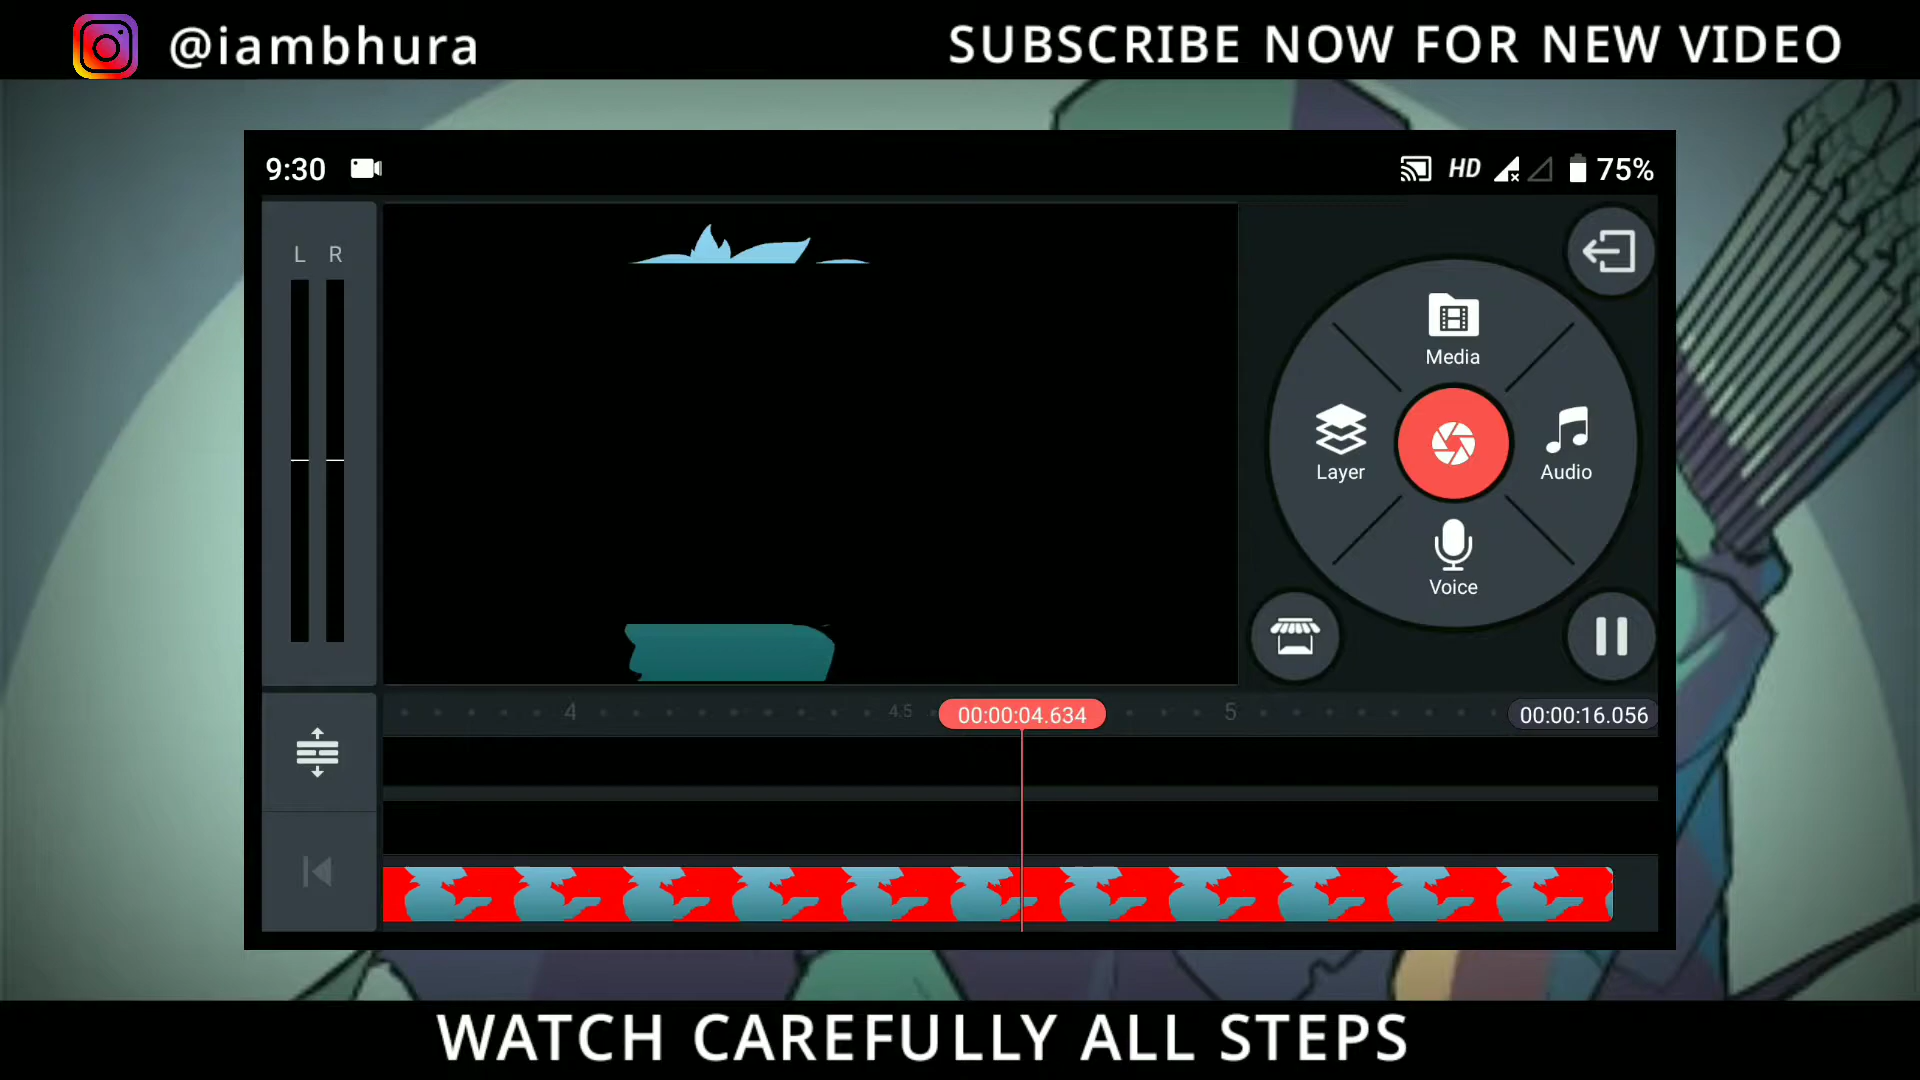 @iambhura
SUBSCRIBE NOW FOR NEW VIDEO
9:30
HD
75%
L R
Media
Layer
Audio
Voice
4
4.5
00:00:04.634
5
00:00:16.056
WATCH CAREFULLY ALL STEPS